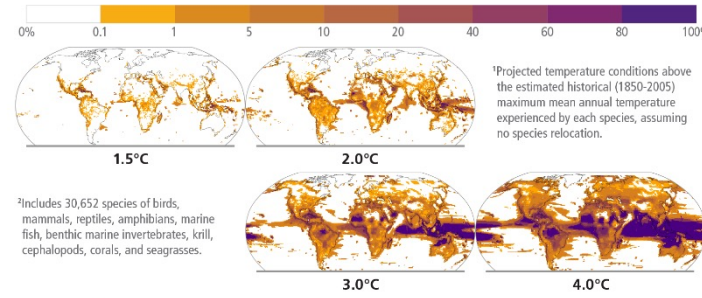 0% 0.1 1 5 10 20 40 60 80 100%
¹Projected temperature conditions above
the estimated historical (1850-2005)
maximum mean annual temperature
experienced by each species, assuming
no species relocation.
1.5°C 2.0°C
²Includes 30,652 species of birds,
mammals, reptiles, amphibians, marine
fish, benthic marine invertebrates, krill,
cephalopods, corals, and seagrasses.
3.0°C 4.0°C